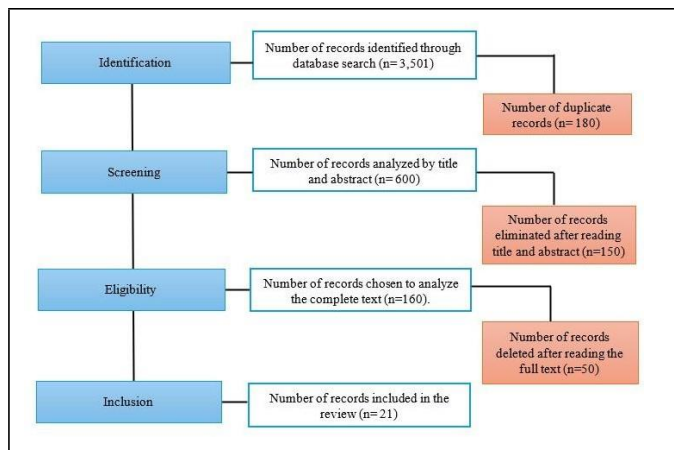 Identification
Number of records identified through
database search (n= 3,501)
Number of duplicate
records (n= 180)
Screening
Number of records analyzed by title
and abstract (n= 600)
Number of records
eliminated after reading
title and abstract (n=150)
Eligibility
Number of records chosen to analyze
the complete text (n=160).
Number of records
deleted after reading the
full text (n=50)
Inclusion
Number of records included in the
review (n= 21)